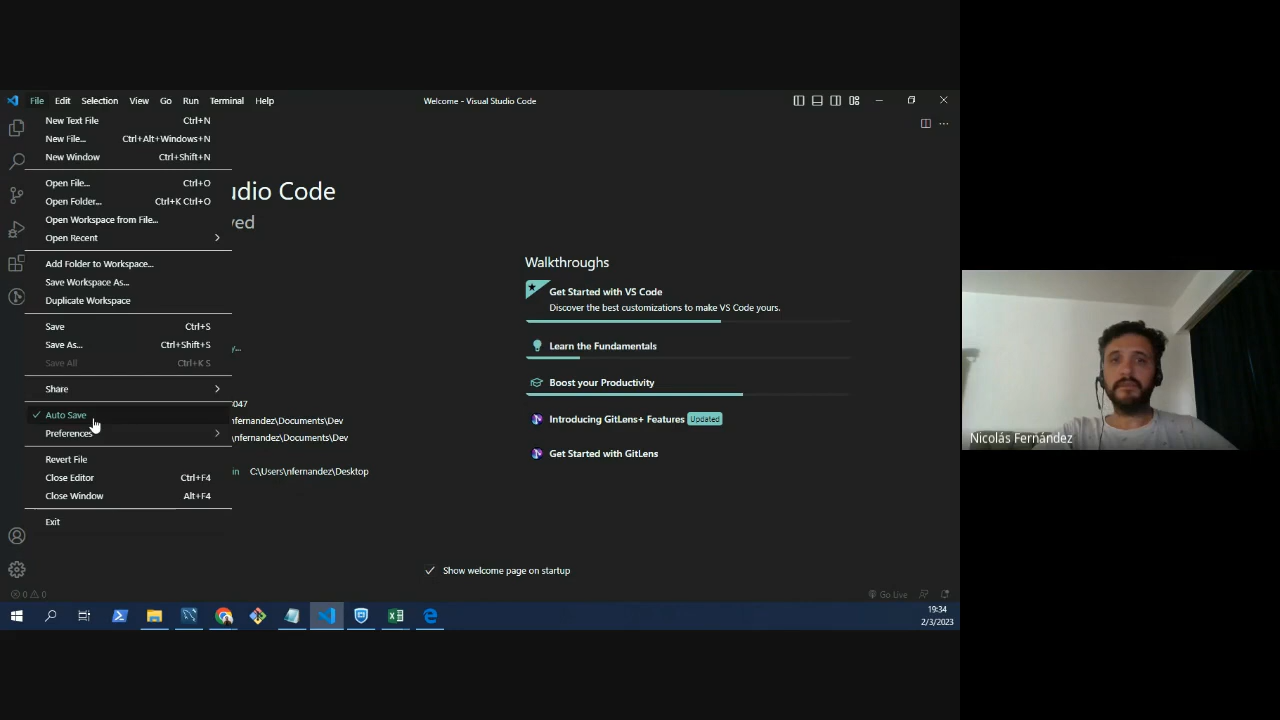 File Edit Selection View Go Run Terminal Help
Welcome - Visual Studio Code
New Text File Ctrl+N
New File... Ctrl+Alt+Windows+N
New Window Ctrl+Shift+N
Open File... Ctrl+O
Open Folder... Ctrl+K Ctrl+O
Open Workspace from File...
Open Recent
Add Folder to Workspace...
Save Workspace As...
Duplicate Workspace
Save Ctrl+S
Save As... Ctrl+Shift+S
Save All Ctrl+K S
Share
Auto Save
Preferences
Revert File
Close Editor Ctrl+F4
Close Window Alt+F4
Exit
udio Code
ved
y...
047
nfernandez\Documents\Dev
\nfernandez\Documents\Dev
in C:\Users\nfernandez\Desktop
Walkthroughs
Get Started with VS Code
Discover the best customizations to make VS Code yours.
Learn the Fundamentals
Boost your Productivity
Introducing GitLens+ Features Updated
Get Started with GitLens
Show welcome page on startup
0 0
Go Live
19:34
2/3/2023
Nicolás Fernández